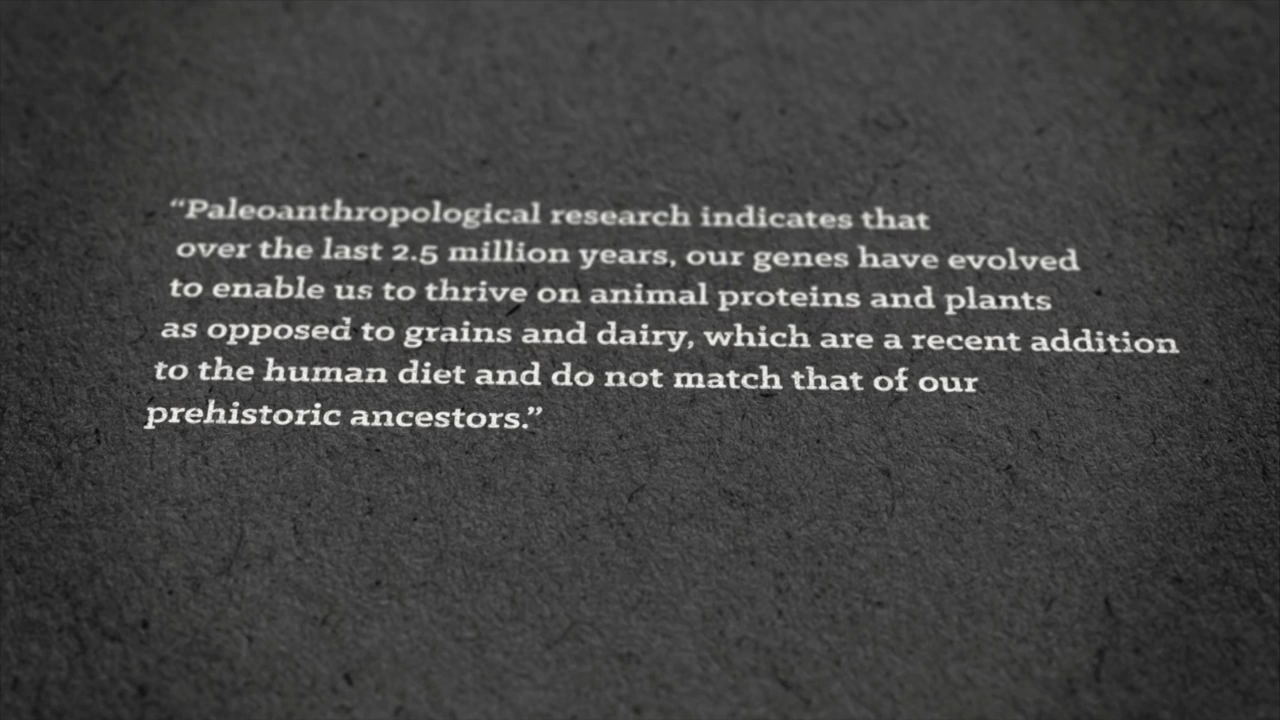 “Paleoanthropological research indicates that
over the last 2.5 million years, our genes have evolved
to enable us to thrive on animal proteins and plants
as opposed to grains and dairy, which are a recent addition
to the human diet and do not match that of our
prehistoric ancestors.”